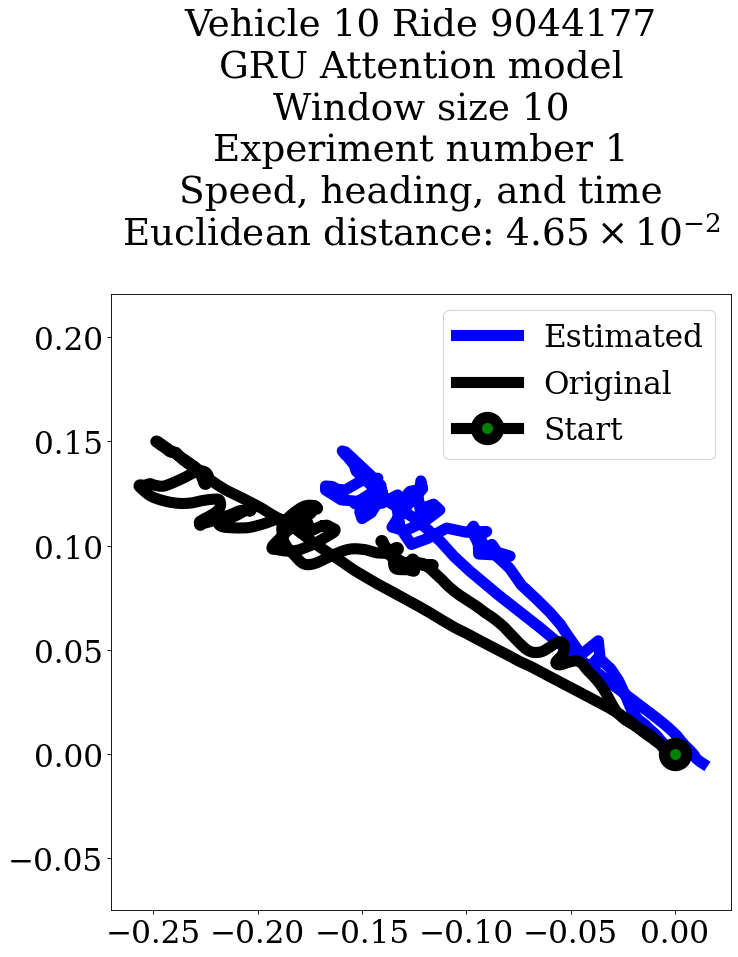 Vehicle 10 Ride 9044177
GRU Attention model
Window size 10
Experiment number 1
Speed, heading, and time
Euclidean distance: 4.65 × 10⁻²
Estimated
Original
Start
0.20
0.15
0.10
0.05
0.00
−0.05
−0.25 −0.20 −0.15 −0.10 −0.05 0.00